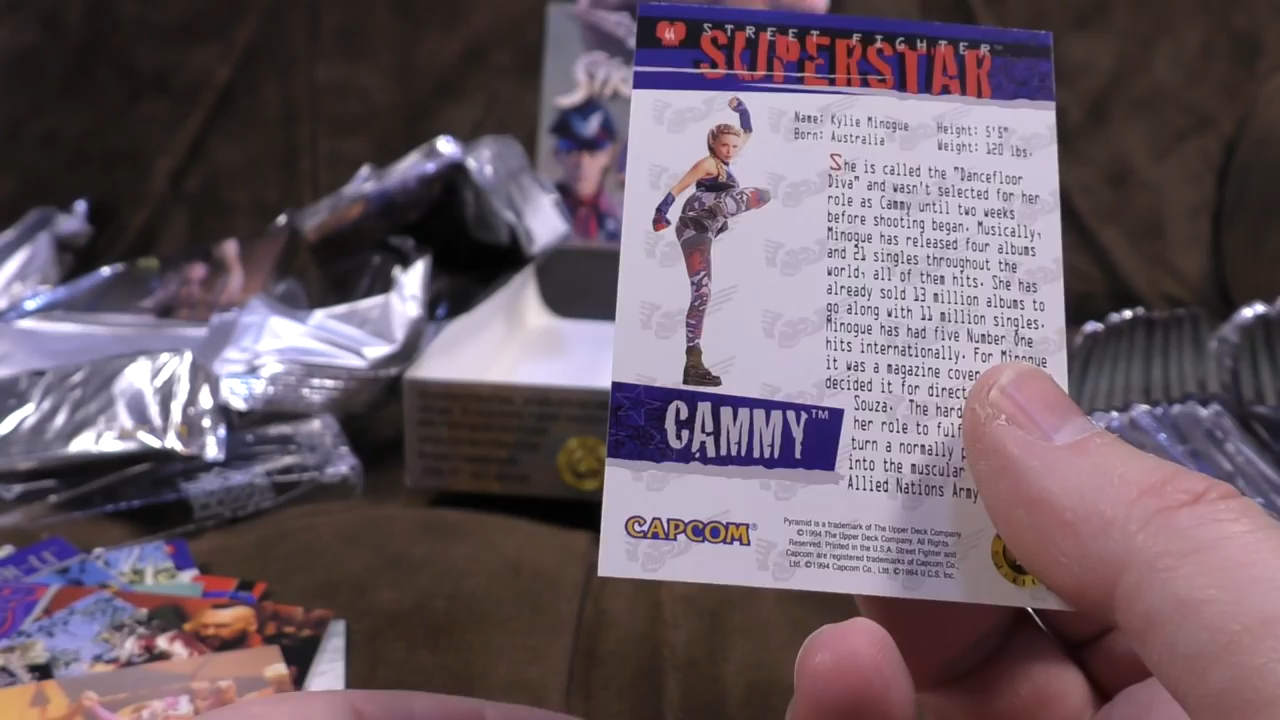 44
STREET FIGHTER™
SUPERSTAR
Name: Kylie Minogue
Born: Australia
Height: 5'5"
Weight: 120 lbs.
She is called the "Dancefloor
Diva" and wasn't selected for her
role as Cammy until two weeks
before shooting began. Musically,
Minogue has released four albums
and 21 singles throughout the
world, all of them hits. She has
already sold 13 million albums to
go along with 11 million singles.
Minogue has had five Number One
hits internationally. For Minogue
it was a magazine cover
decided it for direct
Souza. The hard
her role to fulf
turn a normally p
into the muscular
Allied Nations Army
CAMMY™
CAPCOM®
Pyramid is a trademark of The Upper Deck Company
©1994 The Upper Deck Company. All Rights
Reserved. Printed in the U.S.A. Street Fighter and
Capcom are registered trademarks of Capcom Co.,
Ltd. ©1994 Capcom Co., Ltd. ©1994 U.C.S. Inc.